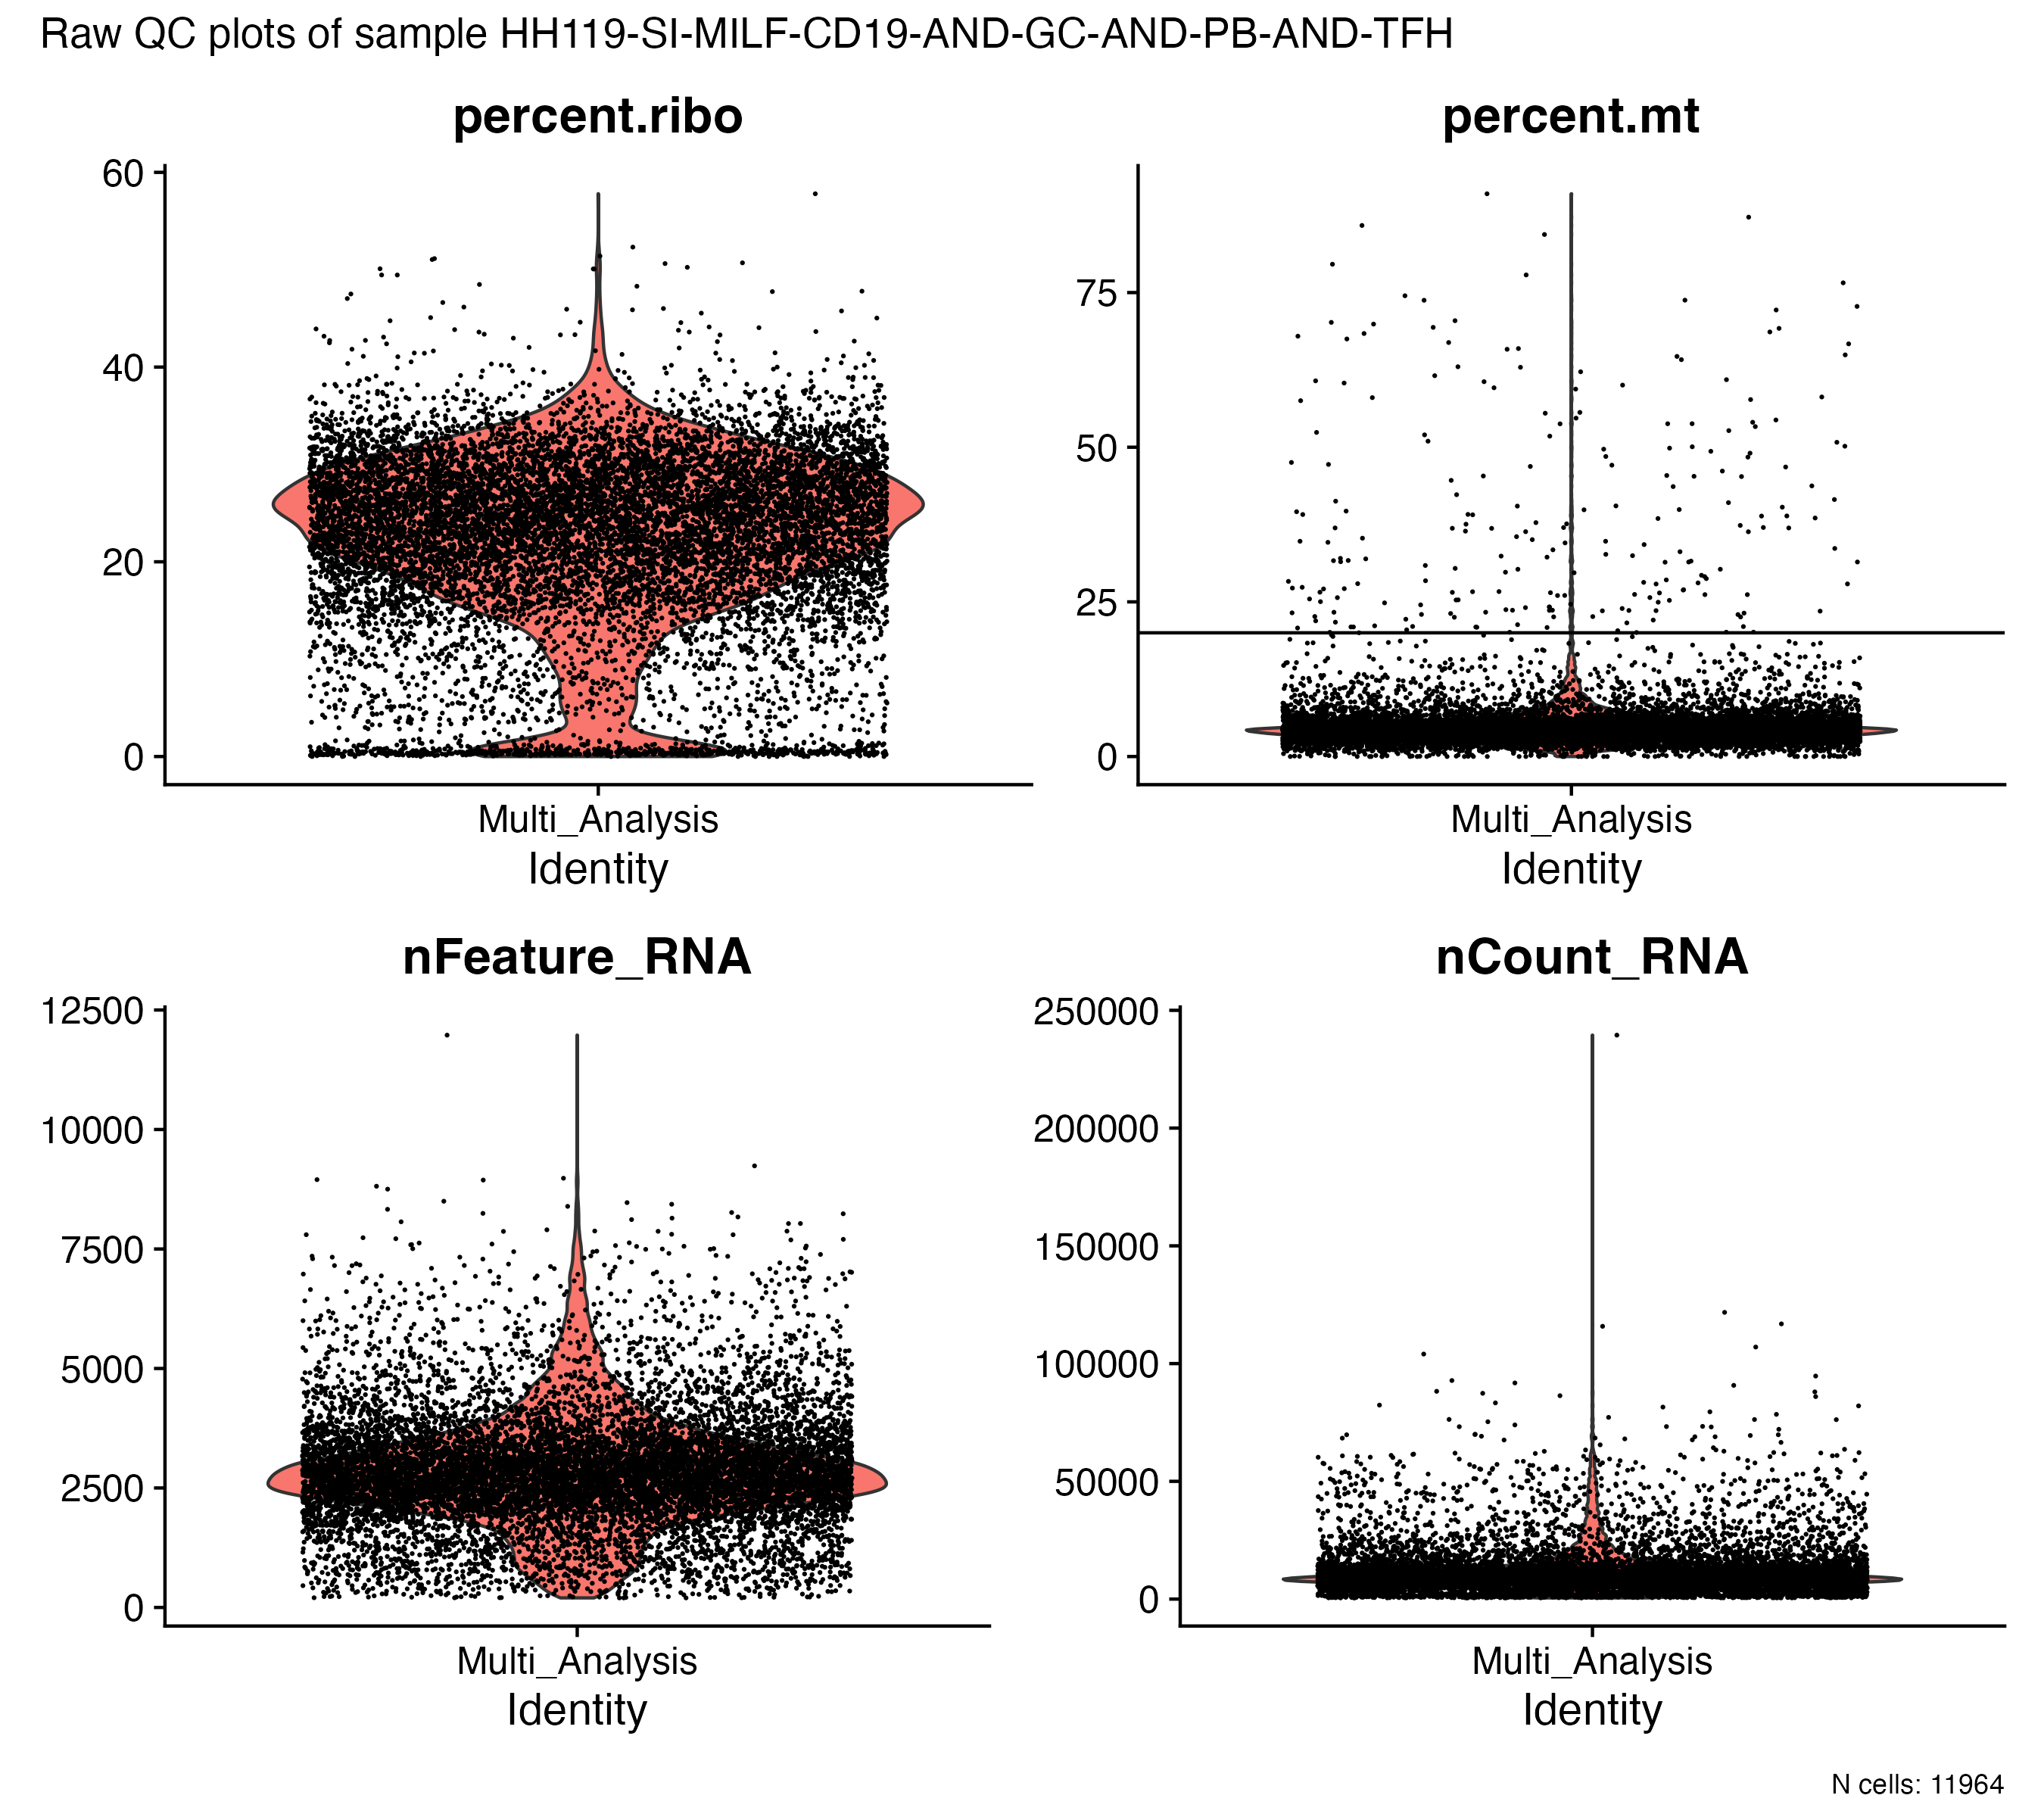 Raw QC plots of sample HH119-SI-MILF-CD19-AND-GC-AND-PB-AND-TFH
percent.ribo
60
40
20
0
Multi_Analysis
Identity
percent.mt
75
50
25
0
Multi_Analysis
Identity
nFeature_RNA
12500
10000
7500
5000
2500
0
Multi_Analysis
Identity
nCount_RNA
250000
200000
150000
100000
50000
0
Multi_Analysis
Identity
N cells: 11964